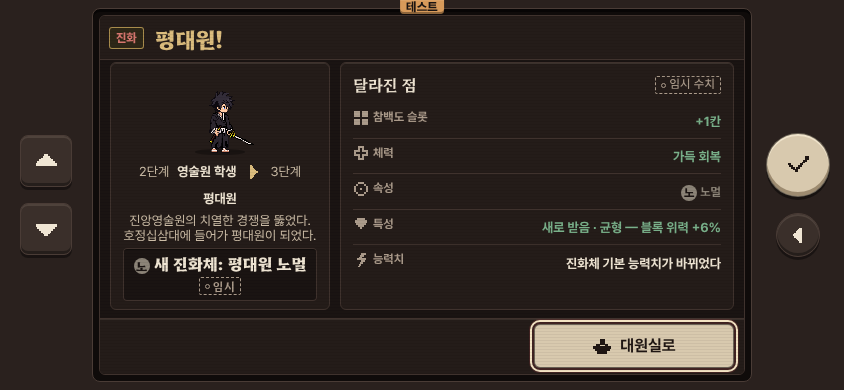 테스트
진화 평대원!
2단계 영술원 학생 3단계
평대원
진앙영술원의 치열한 경쟁을 뚫었다.
호정십삼대에 들어가 평대원이 되었다.
노 새 진화체: 평대원 노멀
임시
달라진 점 임시 수치
참백도 슬롯 +1칸
체력 가득 회복
속성 노 노멀
특성 새로 받음 · 균형 — 블록 위력 +6%
능력치 진화체 기본 능력치가 바뀌었다
대원실로